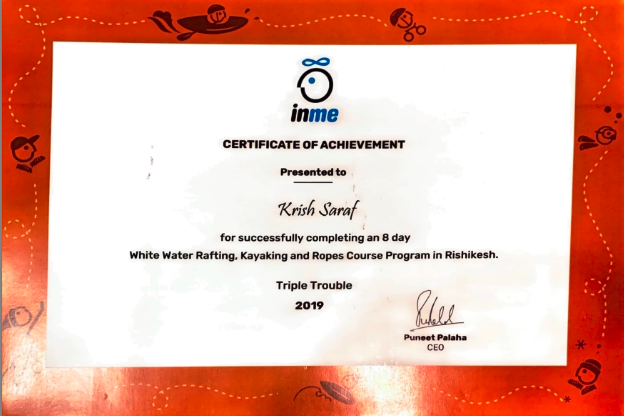 inme
CERTIFICATE OF ACHIEVEMENT
Presented to
Krish Saraf
for successfully completing an 8 day
White Water Rafting, Kayaking and Ropes Course Program in Rishikesh.
Triple Trouble
2019
Puneet Palaha
CEO